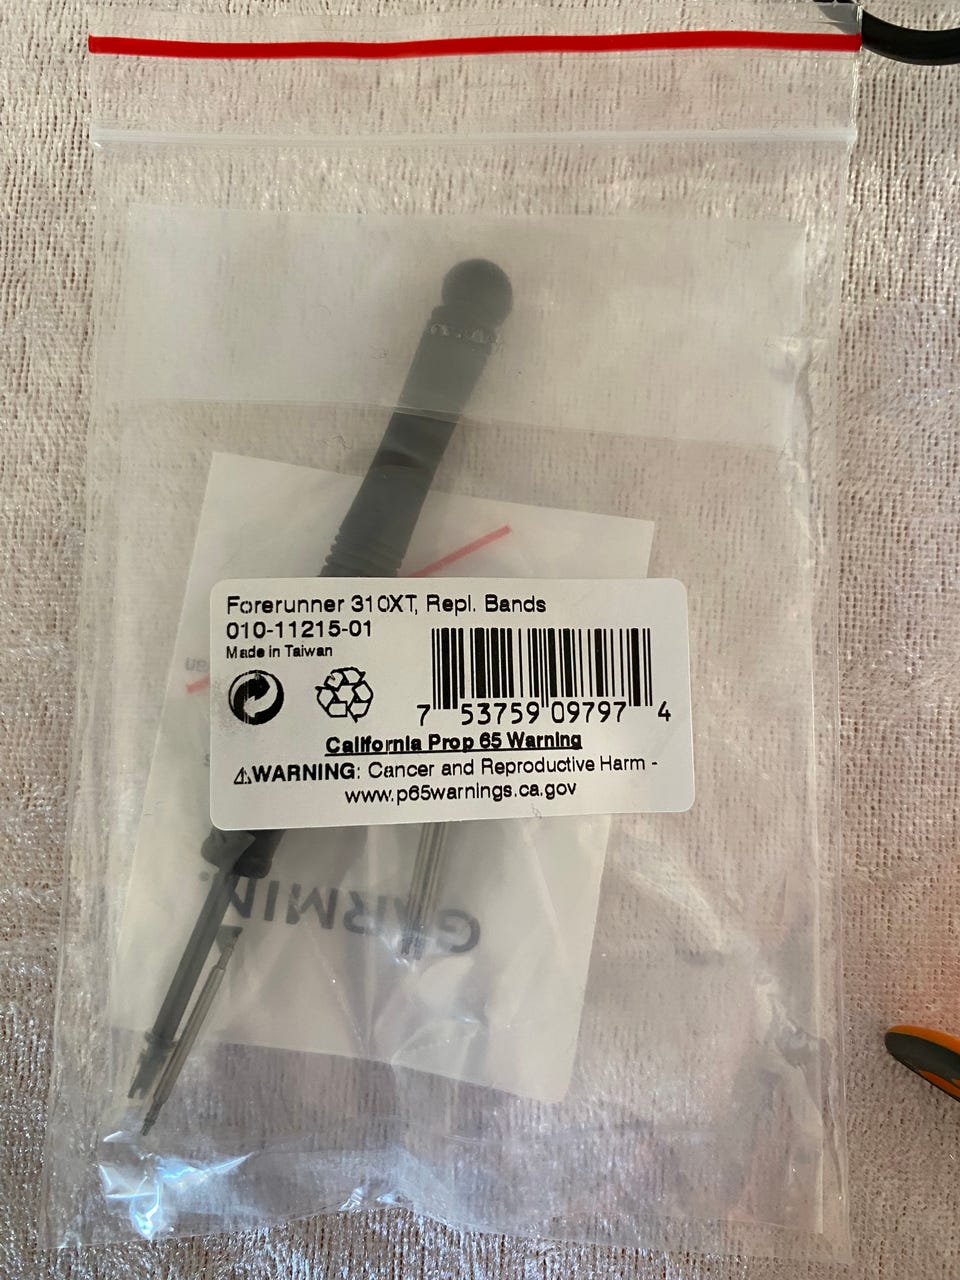 Forerunner 310XT, Repl. Bands
010-11215-01
Made in Taiwan
7 53759 09797 4
California Prop 65 Warning
⚠WARNING: Cancer and Reproductive Harm -
www.p65warnings.ca.gov
GARMIN.